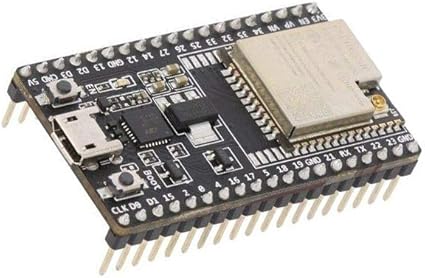 5V CMD D3 D2 13 GND 12 14 27 26 25 33 32 35 34 VN VP EN 3V3
EN
Boot
CLK D0 D1 15 2 0 4 16 17 5 18 19 GND 21 RX TX 22 23 GND